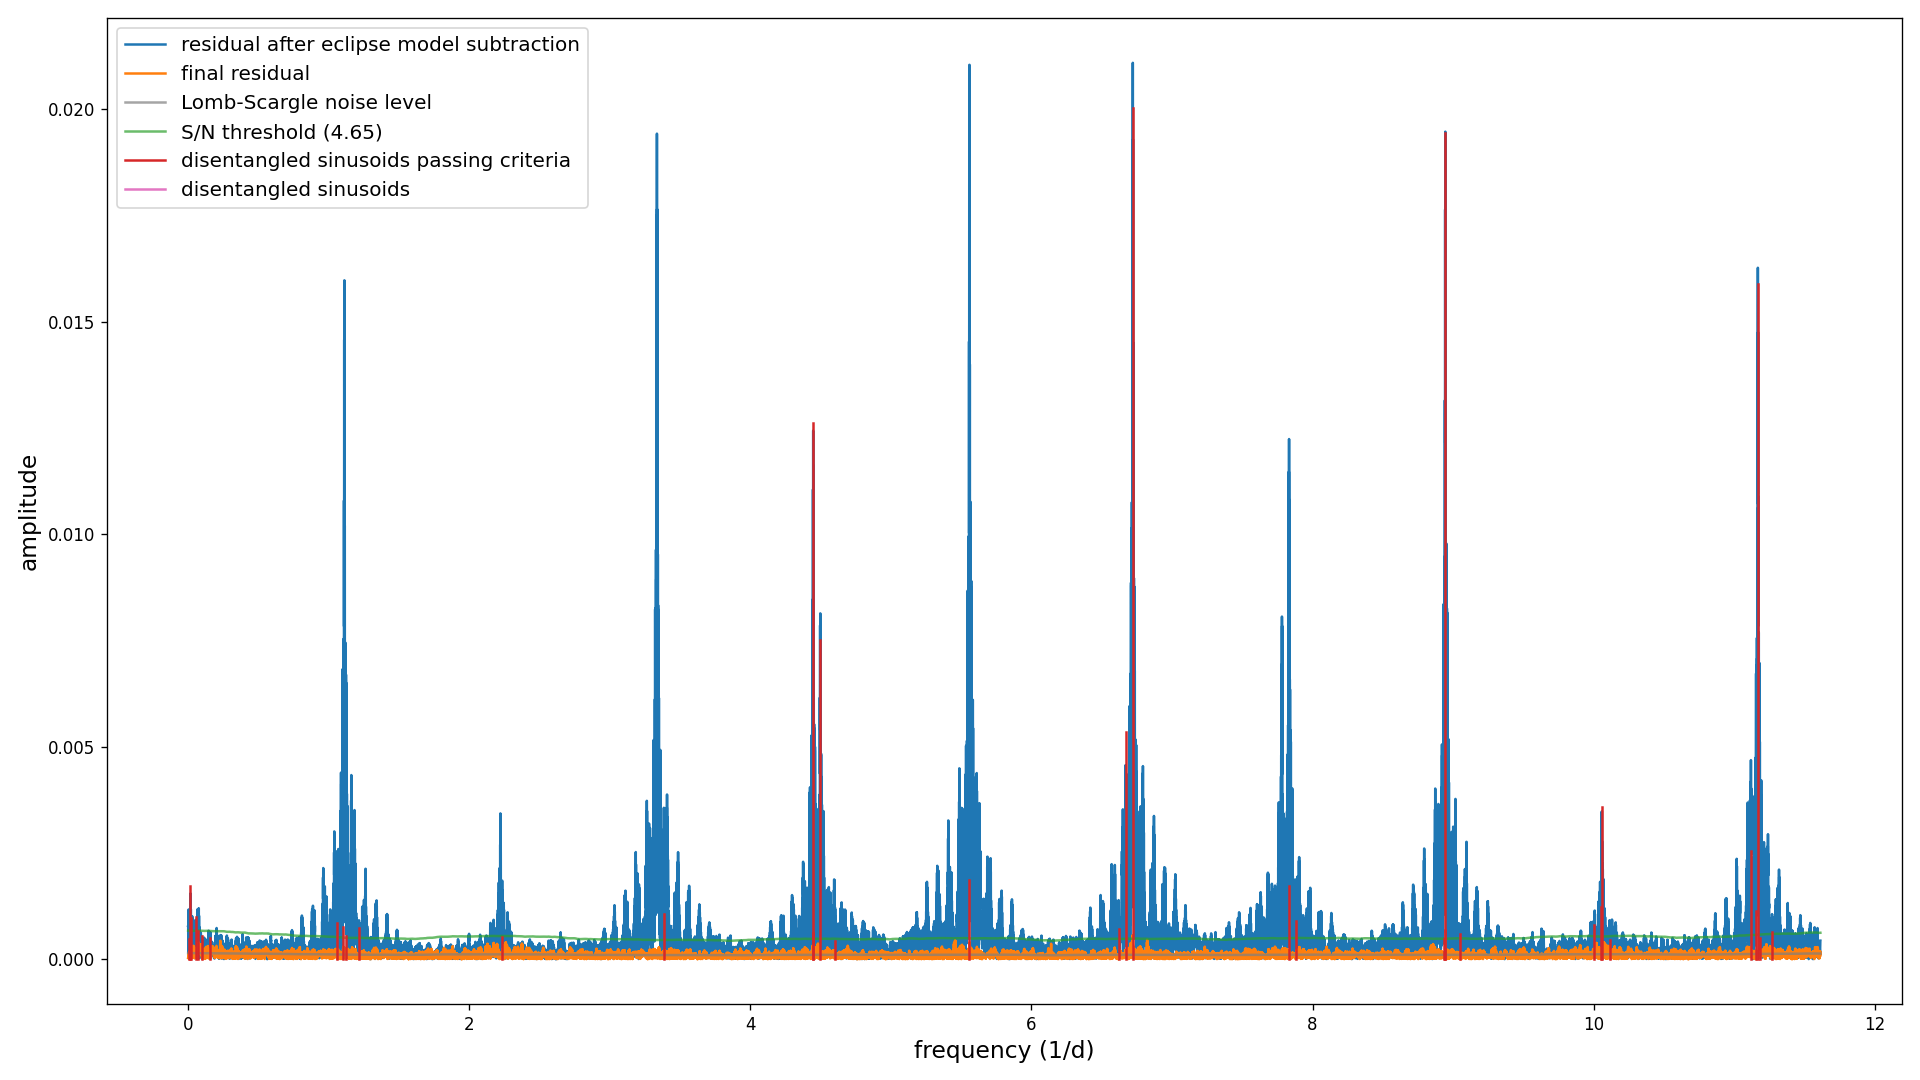 residual after eclipse model subtraction
final residual
Lomb-Scargle noise level
S/N threshold (4.65)
disentangled sinusoids passing criteria
disentangled sinusoids
amplitude
0.020
0.015
0.010
0.005
0.000
0 2 4 6 8 10 12
frequency (1/d)